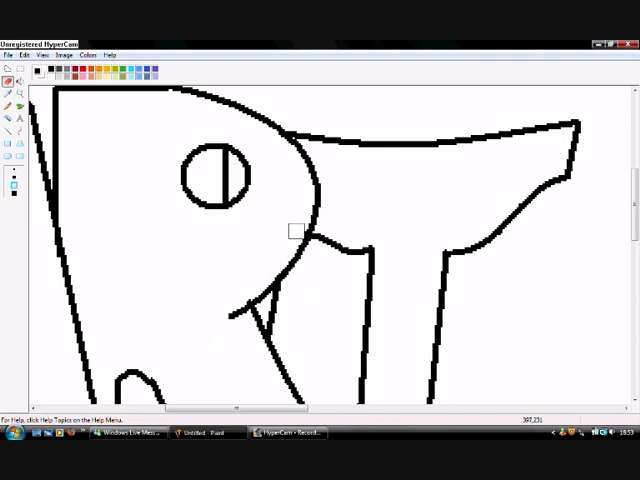 Unregistered HyperCam
File Edit View Image Colors Help
For Help, click Help Topics on the Help Menu.
397,231
Windows Live Mess...
Untitled - Paint
HyperCam - Record...
18:53